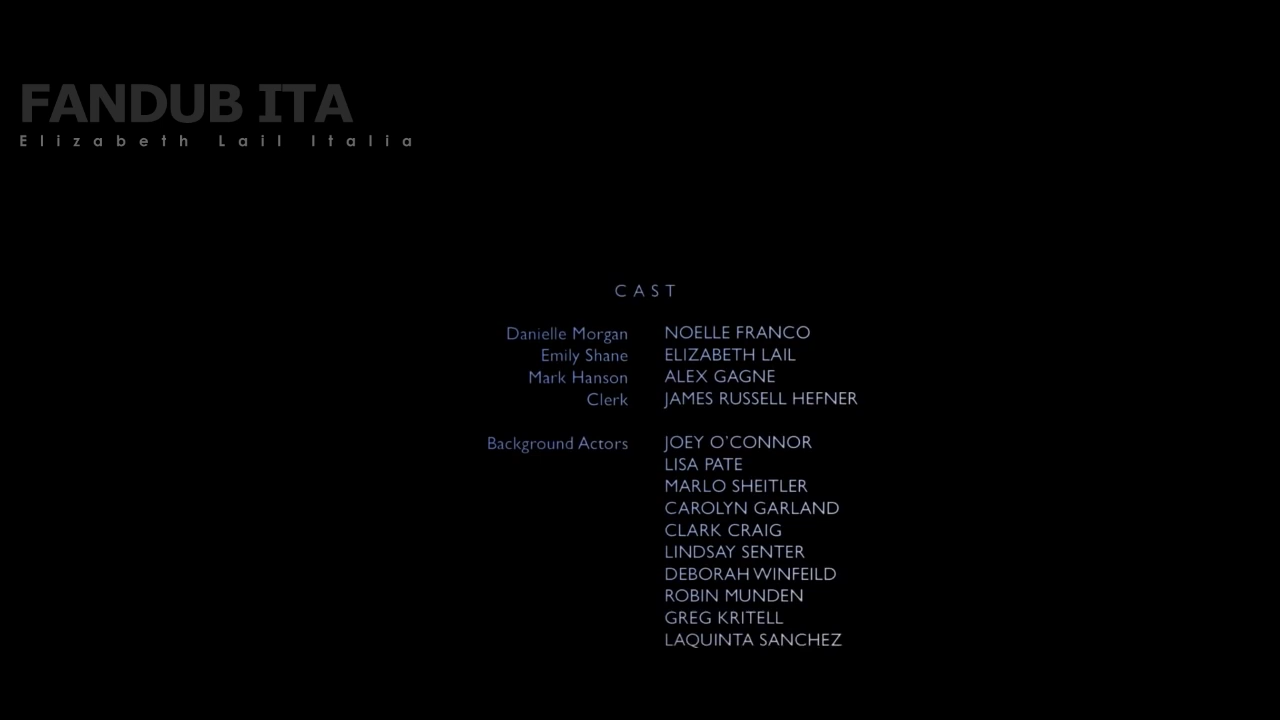 FANDUB ITA
Elizabeth Lail Italia
CAST
Danielle Morgan NOELLE FRANCO
Emily Shane ELIZABETH LAIL
Mark Hanson ALEX GAGNE
Clerk JAMES RUSSELL HEFNER
Background Actors JOEY O'CONNOR
LISA PATE
MARLO SHEITLER
CAROLYN GARLAND
CLARK CRAIG
LINDSAY SENTER
DEBORAH WINFEILD
ROBIN MUNDEN
GREG KRITELL
LAQUINTA SANCHEZ